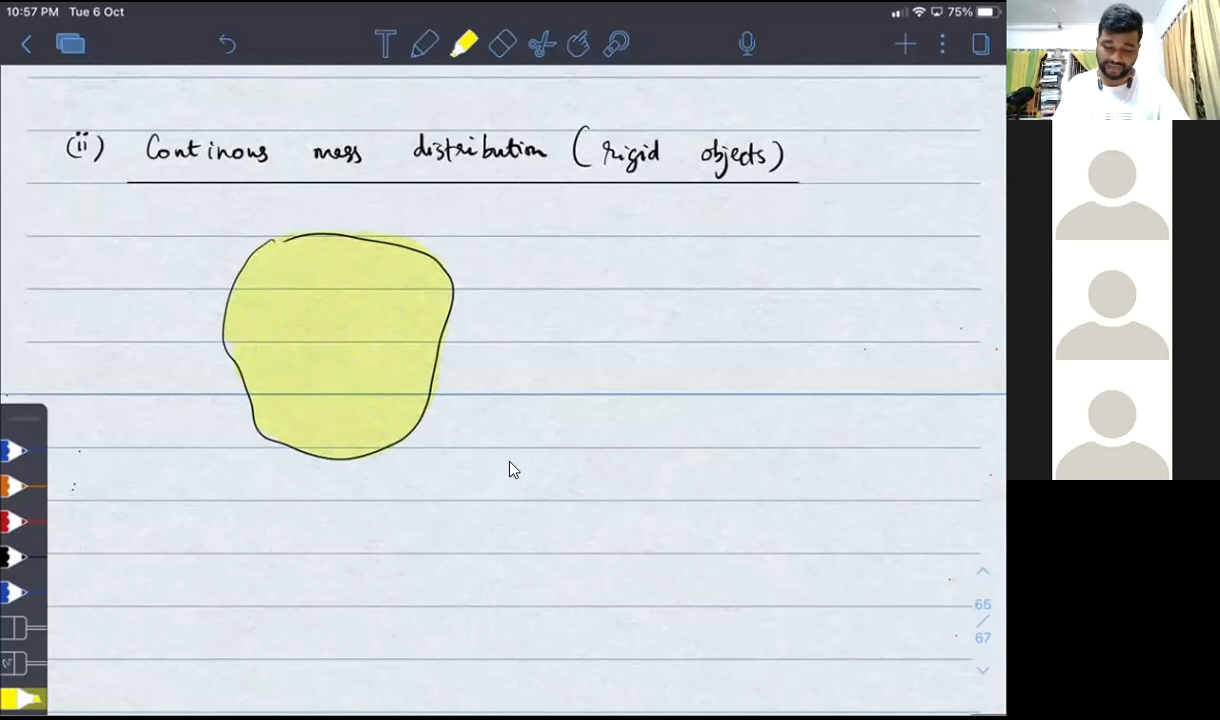 10:57 PM Tue 6 Oct 75%
(ii) Continous mass distribution (rigid objects)
65
/
67